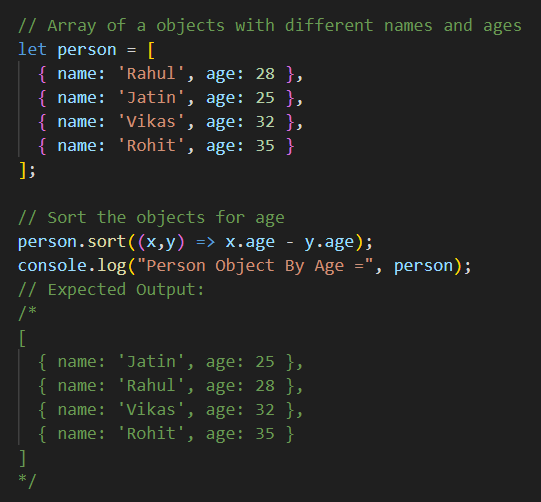 // Array of a objects with different names and ages
let person = [
  { name: 'Rahul', age: 28 },
  { name: 'Jatin', age: 25 },
  { name: 'Vikas', age: 32 },
  { name: 'Rohit', age: 35 }
];

// Sort the objects for age
person.sort((x,y) => x.age - y.age);
console.log("Person Object By Age =", person);
// Expected Output:
/*
[
  { name: 'Jatin', age: 25 },
  { name: 'Rahul', age: 28 },
  { name: 'Vikas', age: 32 },
  { name: 'Rohit', age: 35 }
]
*/